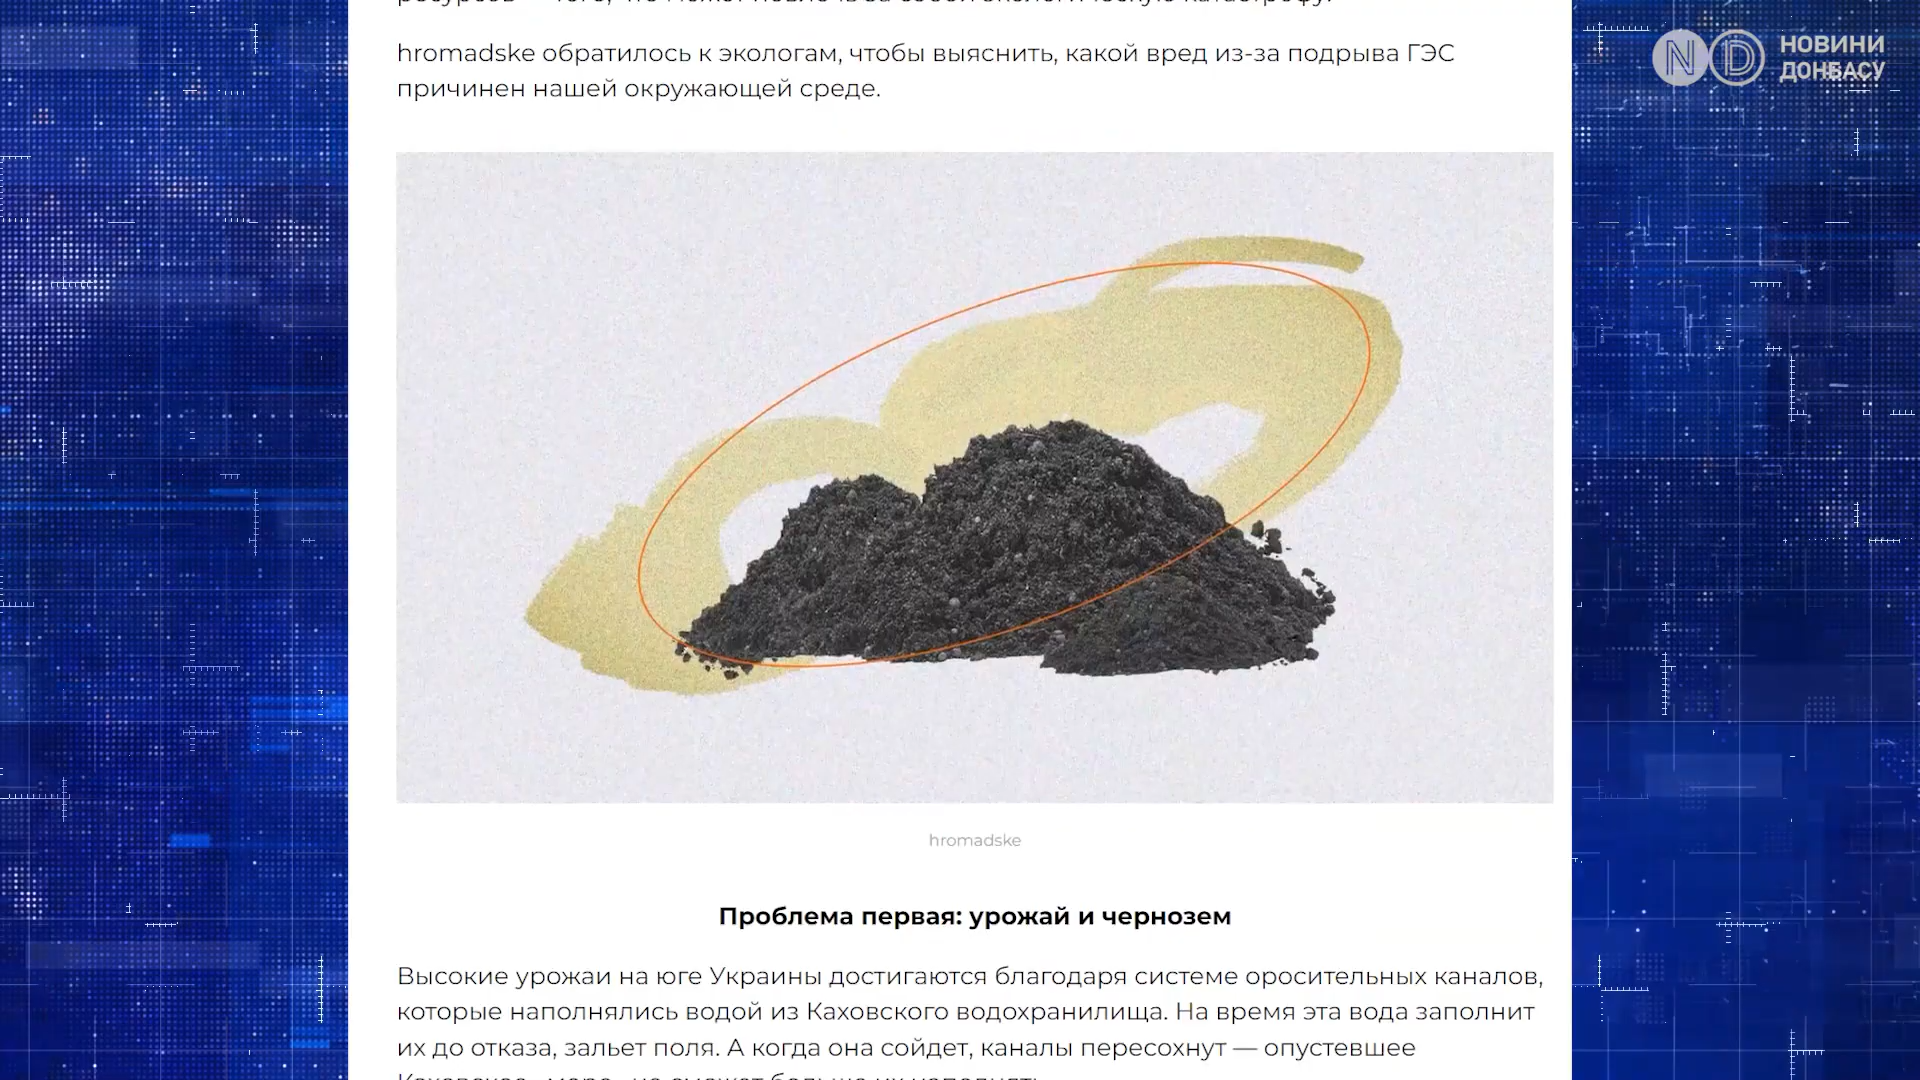 hromadske обратилось к экологам, чтобы выяснить, какой вред из-за подрыва ГЭС
причинен нашей окружающей среде.
ND НОВИНИ
ДОНБАСУ
hromadske
Проблема первая: урожай и чернозем
Высокие урожаи на юге Украины достигаются благодаря системе оросительных каналов,
которые наполнялись водой из Каховского водохранилища. На время эта вода заполнит
их до отказа, зальет поля. А когда она сойдет, каналы пересохнут — опустевшее